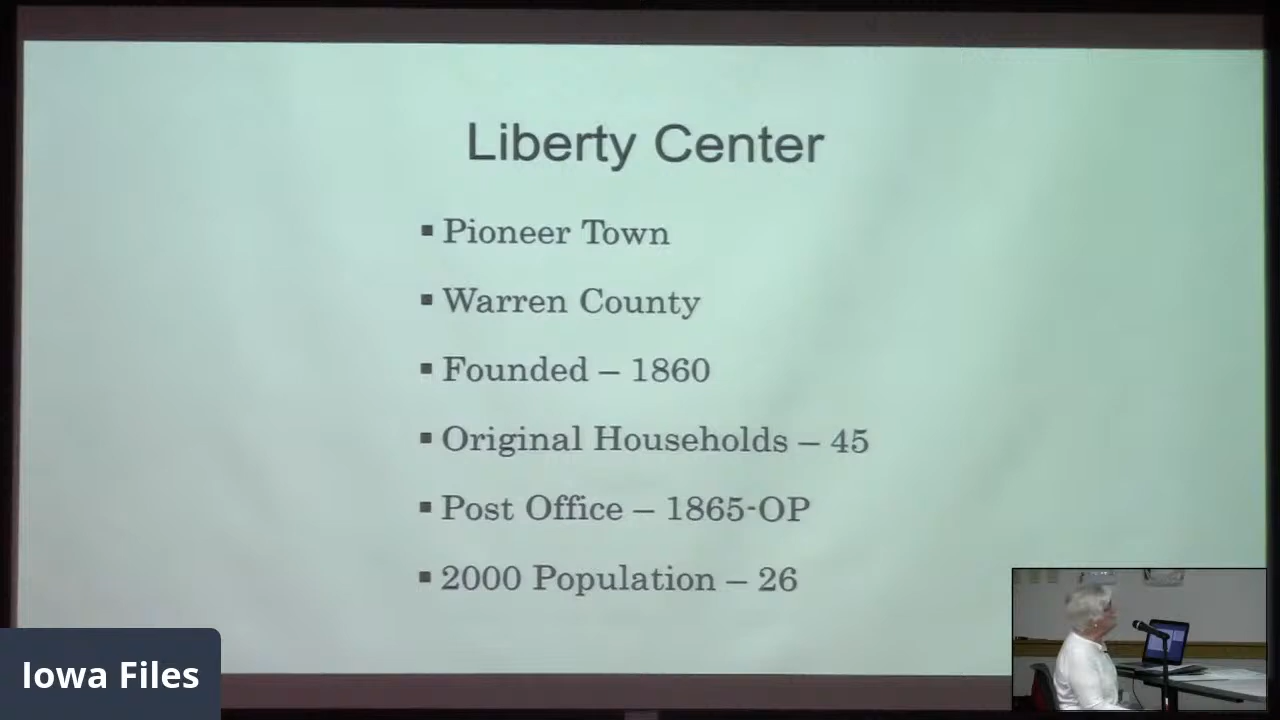 Liberty Center
▪ Pioneer Town
▪ Warren County
▪ Founded – 1860
▪ Original Households – 45
▪ Post Office – 1865-OP
▪ 2000 Population – 26
Iowa Files